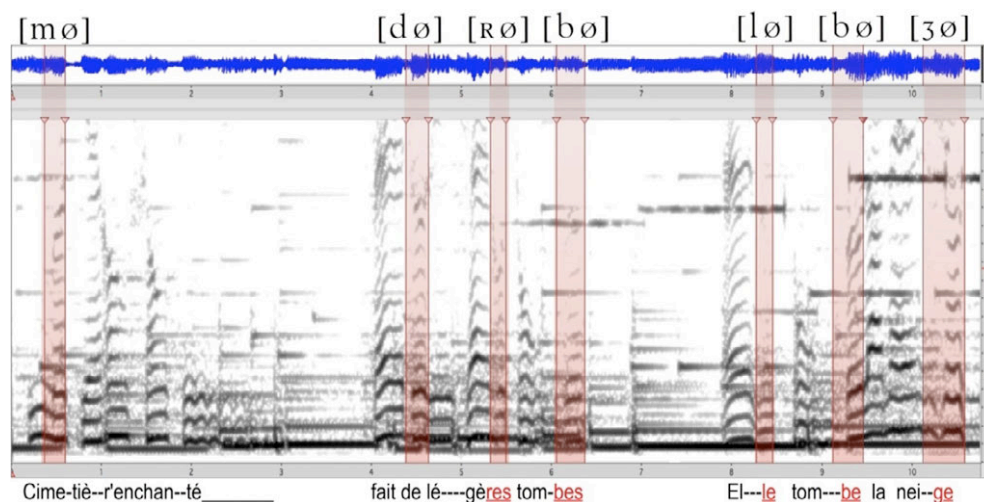 [mø] [dø] [ʀø] [bø] [lø] [bø] [ʒø]
1 2 3 4 5 6 7 8 9 10
1 2 3 4 5 6 7 8 9 10
Cime-tiè--r'enchan--té________ fait de lé----gères tom-bes El---le tom---be la nei--ge